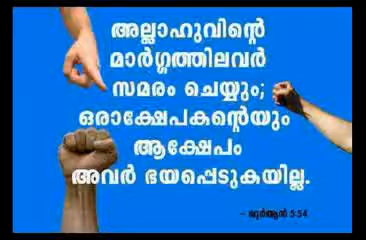 അല്ലാഹുവിന്റെ
മാർഗ്ഗത്തിലവർ
സമരം ചെയ്യും;
ഒരാക്ഷേപകന്റെയും
ആക്ഷേപം
അവർ ഭയപ്പെടുകയില്ല.
– ഖുർആൻ 5:54